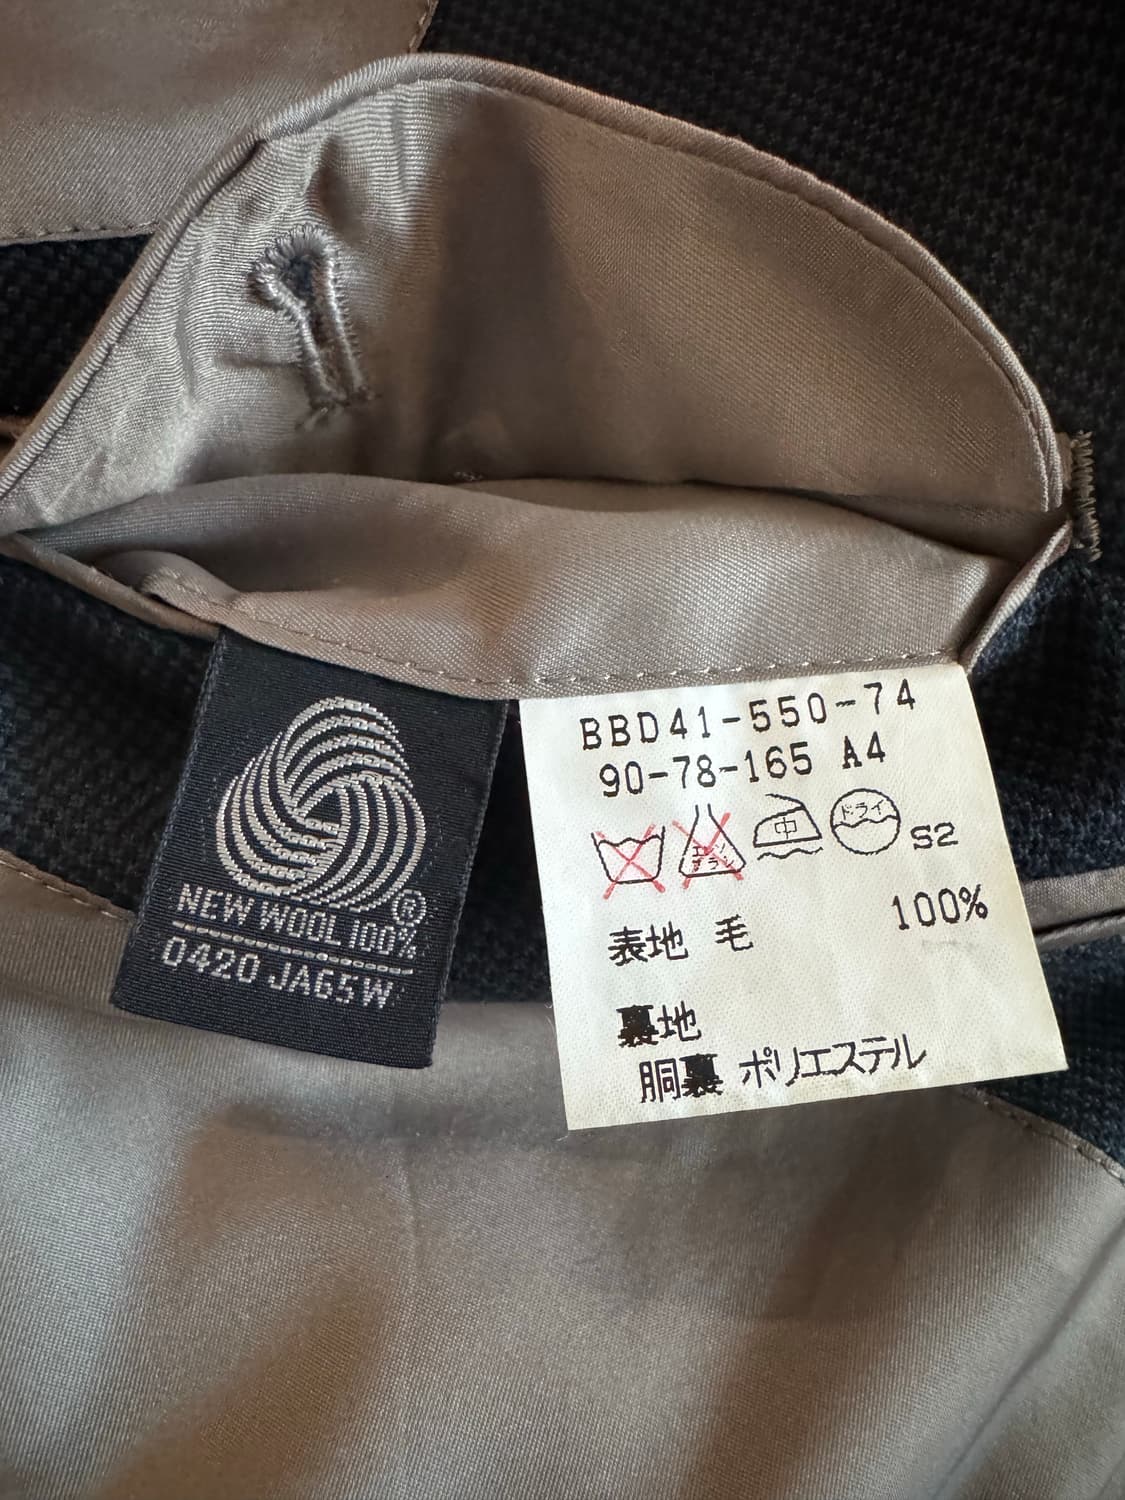 NEW WOOL 100%
0420 JA65W
BBD41-550-74
90-78-165 A4
中 ドライ S2
表地 毛 100%
裏地
胴裏 ポリエステル